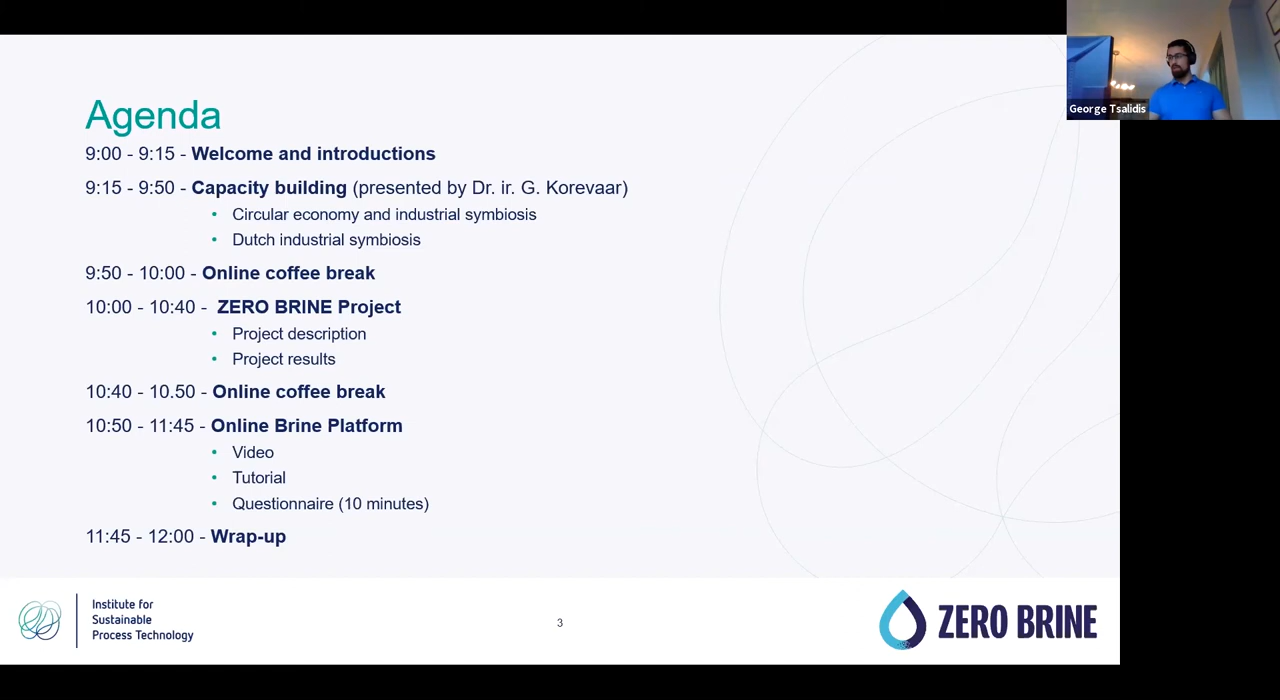 George Tsalidis
Agenda
9:00 - 9:15 - Welcome and introductions
9:15 - 9:50 - Capacity building (presented by Dr. ir. G. Korevaar)
• Circular economy and industrial symbiosis
• Dutch industrial symbiosis
9:50 - 10:00 - Online coffee break
10:00 - 10:40 - ZERO BRINE Project
• Project description
• Project results
10:40 - 10.50 - Online coffee break
10:50 - 11:45 - Online Brine Platform
• Video
• Tutorial
• Questionnaire (10 minutes)
11:45 - 12:00 - Wrap-up
Institute for
Sustainable
Process Technology
3
ZERO BRINE